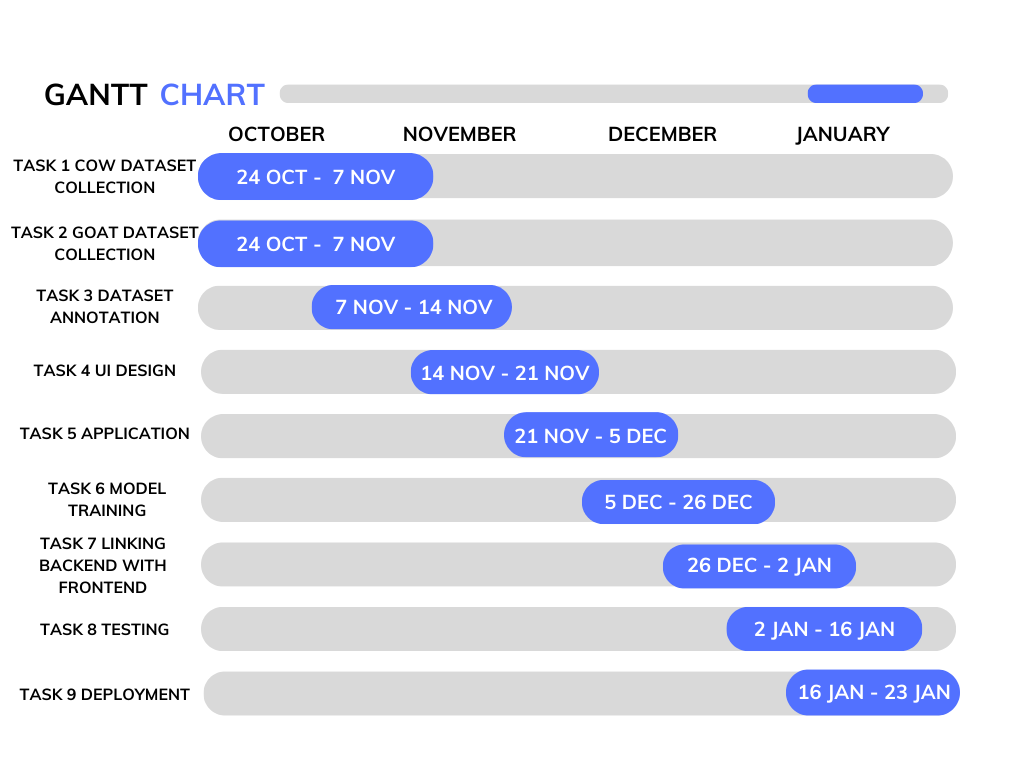 GANTT CHART
OCTOBER NOVEMBER DECEMBER JANUARY
TASK 1 COW DATASET
COLLECTION
24 OCT - 7 NOV
TASK 2 GOAT DATASET
COLLECTION
24 OCT - 7 NOV
TASK 3 DATASET
ANNOTATION
7 NOV - 14 NOV
TASK 4 UI DESIGN
14 NOV - 21 NOV
TASK 5 APPLICATION
21 NOV - 5 DEC
TASK 6 MODEL
TRAINING
5 DEC - 26 DEC
TASK 7 LINKING
BACKEND WITH
FRONTEND
26 DEC - 2 JAN
TASK 8 TESTING
2 JAN - 16 JAN
TASK 9 DEPLOYMENT
16 JAN - 23 JAN